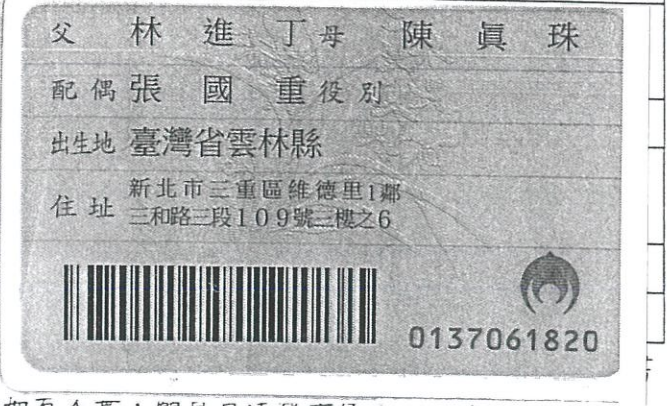 父 林進丁 母 陳眞珠
配偶 張國重 役別
出生地 臺灣省雲林縣
住址 新北市三重區維德里1鄰
三和路三段109號三樓之6
0137061820